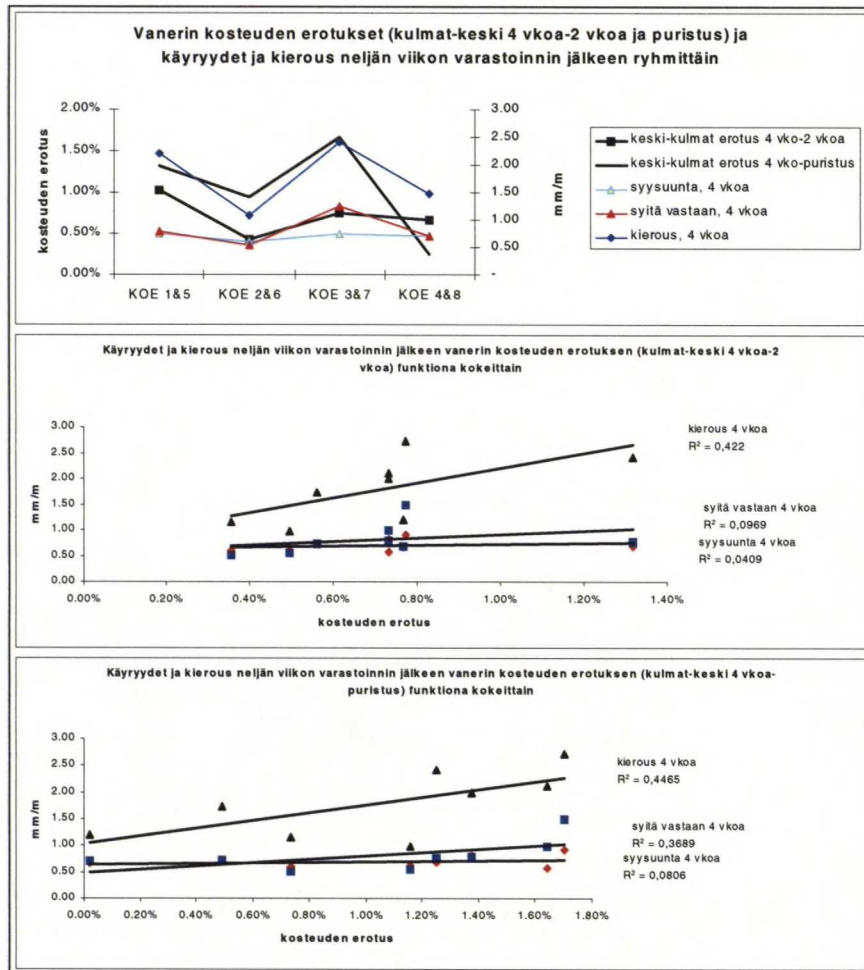 Vanerin kosteuden erotukset (kulmat-keski 4 vkoa-2 vkoa ja puristus) ja
käyryydet ja kierous neljän viikon varastoinnin jälkeen ryhmittäin
2.00%
1.50%
1.00%
0.50%
0.00%
kosteuden erotus
3.00
2.50
2.00
1.50
1.00
0.50
-
mm/m
KOE 1&5 KOE 2&6 KOE 3&7 KOE 4&8
keski-kulmat erotus 4 vko-2 vkoa
keski-kulmat erotus 4 vko-puristus
syysuunta, 4 vkoa
syitä vastaan, 4 vkoa
kierous, 4 vkoa
Käyryydet ja kierous neljän viikon varastoinnin jälkeen vanerin kosteuden erotuksen (kulmat-keski 4 vkoa-2
vkoa) funktiona kokeittain
3.00
2.50
2.00
1.50
1.00
0.50
0.00
mm/m
0.00% 0.20% 0.40% 0.60% 0.80% 1.00% 1.20% 1.40%
kosteuden erotus
kierous 4 vkoa
R² = 0,422
syitä vastaan 4 vkoa
R² = 0,0969
syysuunta 4 vkoa
R² = 0,0409
Käyryydet ja kierous neljän viikon varastoinnin jälkeen vanerin kosteuden erotuksen (kulmat-keski 4 vkoa-
puristus) funktiona kokeittain
3.00
2.50
2.00
1.50
1.00
0.50
0.00
mm/m
0.00% 0.20% 0.40% 0.60% 0.80% 1.00% 1.20% 1.40% 1.60% 1.80%
kosteuden erotus
kierous 4 vkoa
R² = 0,4465
syitä vastaan 4 vkoa
R² = 0,3689
syysuunta 4 vkoa
R² = 0,0806